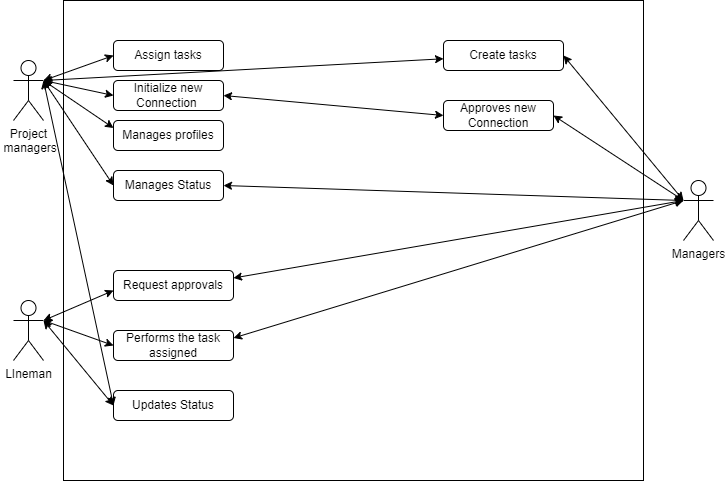 Assign tasks
Create tasks
Initialize new
Connection
Approves new
Connection
Project
managers
Manages profiles
Manages Status
Managers
Request approvals
LIneman
Performs the task
assigned
Updates Status